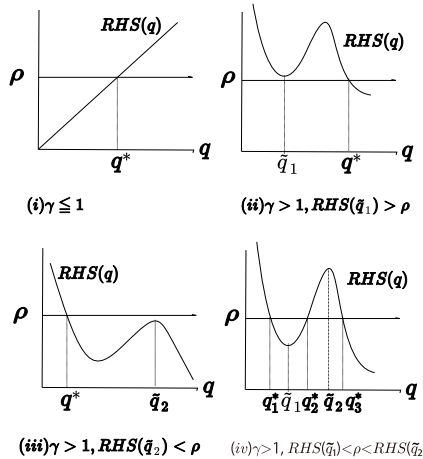 RHS(q)
ρ
q* q
(i)γ ≦ 1
RHS(q)
ρ
q̃₁ q* q
(ii)γ > 1, RHS(q̃₁) > ρ
RHS(q)
ρ
q* q̃₂ q
(iii)γ > 1, RHS(q̃₂) < ρ
RHS(q)
ρ
q₁* q̃₁ q₂* q̃₂ q₃* q
(iv)γ>1, RHS(q̃₁)<ρ<RHS(q̃₂